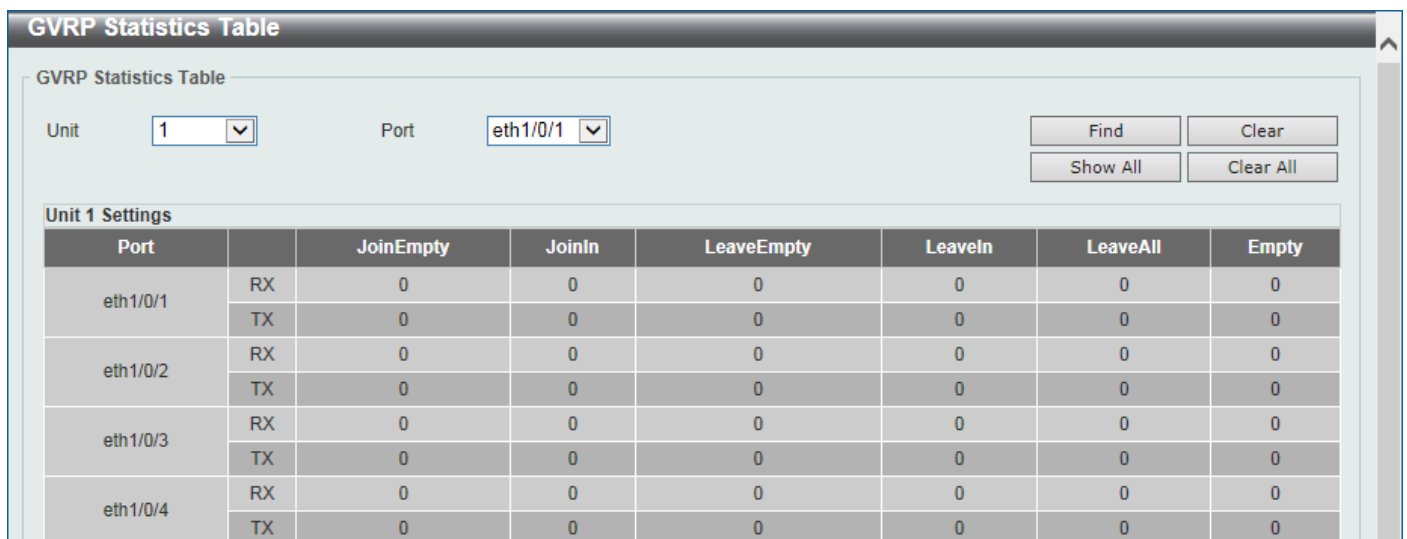 GVRP Statistics Table
GVRP Statistics Table
Unit 1 Port eth1/0/1 Find Clear
Show All Clear All
Unit 1 Settings
Port JoinEmpty JoinIn LeaveEmpty LeaveIn LeaveAll Empty
eth1/0/1 RX 0 0 0 0 0 0
TX 0 0 0 0 0 0
eth1/0/2 RX 0 0 0 0 0 0
TX 0 0 0 0 0 0
eth1/0/3 RX 0 0 0 0 0 0
TX 0 0 0 0 0 0
eth1/0/4 RX 0 0 0 0 0 0
TX 0 0 0 0 0 0